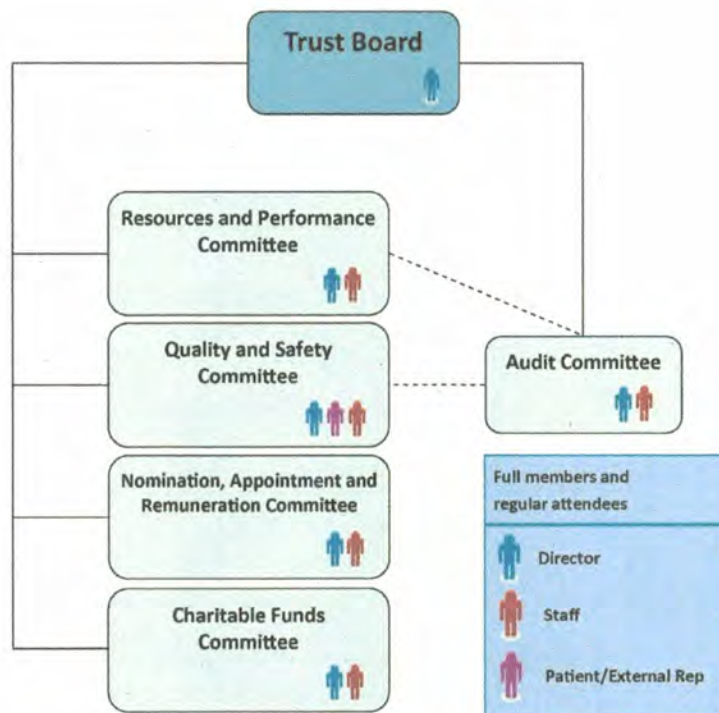 Trust Board
Resources and Performance
Committee
Quality and Safety
Committee
Audit Committee
Nomination, Appointment and
Remuneration Committee
Charitable Funds
Committee
Full members and
regular attendees
Director
Staff
Patient/External Rep